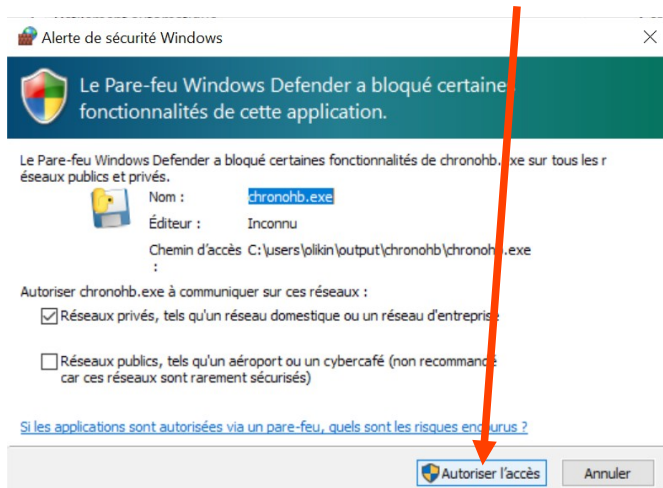 Alerte de sécurité Windows
Le Pare-feu Windows Defender a bloqué certaines
fonctionnalités de cette application.
Le Pare-feu Windows Defender a bloqué certaines fonctionnalités de chronohb.exe sur tous les r
éseaux publics et privés.
Nom : chronohb.exe
Éditeur : Inconnu
Chemin d'accès C:\users\olikin\output\chronohb\chronohb.exe
:
Autoriser chronohb.exe à communiquer sur ces réseaux :
Réseaux privés, tels qu'un réseau domestique ou un réseau d'entreprise
Réseaux publics, tels qu'un aéroport ou un cybercafé (non recommandé
car ces réseaux sont rarement sécurisés)
Si les applications sont autorisées via un pare-feu, quels sont les risques encourus ?
Autoriser l'accès Annuler